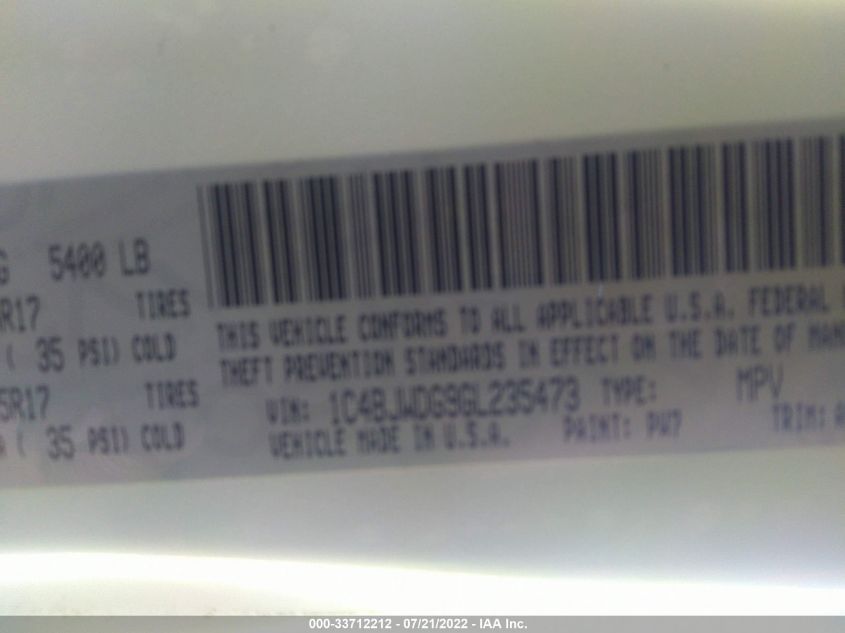 G 5400 LB
R17 TIRES
( 35 PSI) COLD
5R17 TIRES
( 35 PSI) COLD
THIS VEHICLE CONFORMS TO ALL APPLICABLE U.S.A. FEDERAL
THEFT PREVENTION STANDARDS IN EFFECT ON THE DATE OF MAN
VIN: 1C4BJWDG9GL235473 TYPE: MPV
VEHICLE MADE IN U.S.A. PAINT: PW7 TRIM: A
000-33712212 - 07/21/2022 - IAA Inc.